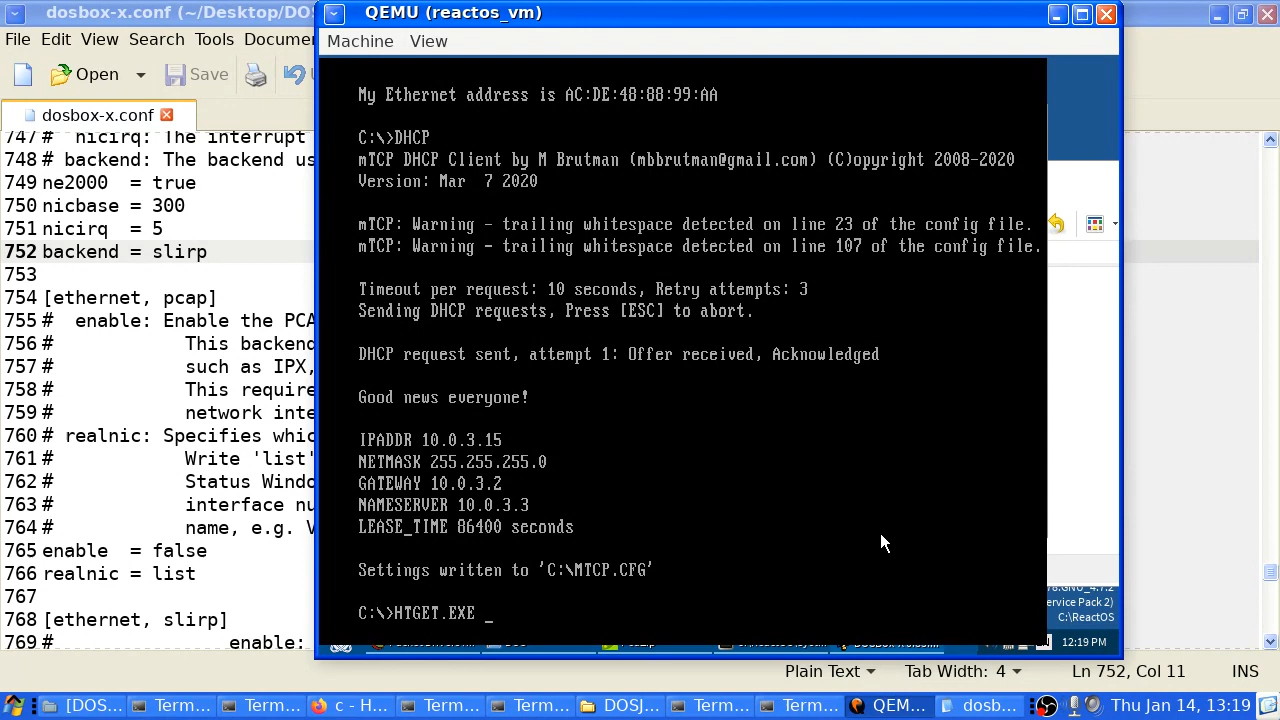 dosbox-x.conf (~/Desktop/DOS
QEMU (reactos_vm)
File Edit View Search Tools Docume
Machine View
Open
Save
dosbox-x.conf
747 # nicirq: The interrupt
748 # backend: The backend us
749 ne2000 = true
750 nicbase = 300
751 nicirq = 5
752 backend = slirp
753
754 [ethernet, pcap]
755 # enable: Enable the PCA
756 # This backend
757 # such as IPX,
758 # This require
759 # network inte
760 # realnic: Specifies whic
761 # Write 'list'
762 # Status Windo
763 # interface nu
764 # name, e.g. V
765 enable = false
766 realnic = list
767
768 [ethernet, slirp]
769 # enable:
My Ethernet address is AC:DE:48:88:99:AA
C:\>DHCP
mTCP DHCP Client by M Brutman (mbbrutman@gmail.com) (C)opyright 2008-2020
Version: Mar 7 2020
mTCP: Warning - trailing whitespace detected on line 23 of the config file.
mTCP: Warning - trailing whitespace detected on line 107 of the config file.
Timeout per request: 10 seconds, Retry attempts: 3
Sending DHCP requests, Press [ESC] to abort.
DHCP request sent, attempt 1: Offer received, Acknowledged
Good news everyone!
IPADDR 10.0.3.15
NETMASK 255.255.255.0
GATEWAY 10.0.3.2
NAMESERVER 10.0.3.3
LEASE_TIME 86400 seconds
Settings written to 'C:\MTCP.CFG'
C:\>HTGET.EXE _
78.GNU_4.7.2
ervice Pack 2)
C:\ReactOS
12:19 PM
Plain Text Tab Width: 4 Ln 752, Col 11 INS
[DOS... Term... Term... c - H... Term... Term... DOSJ... Term... Term... QEM... dosb... Thu Jan 14, 13:19